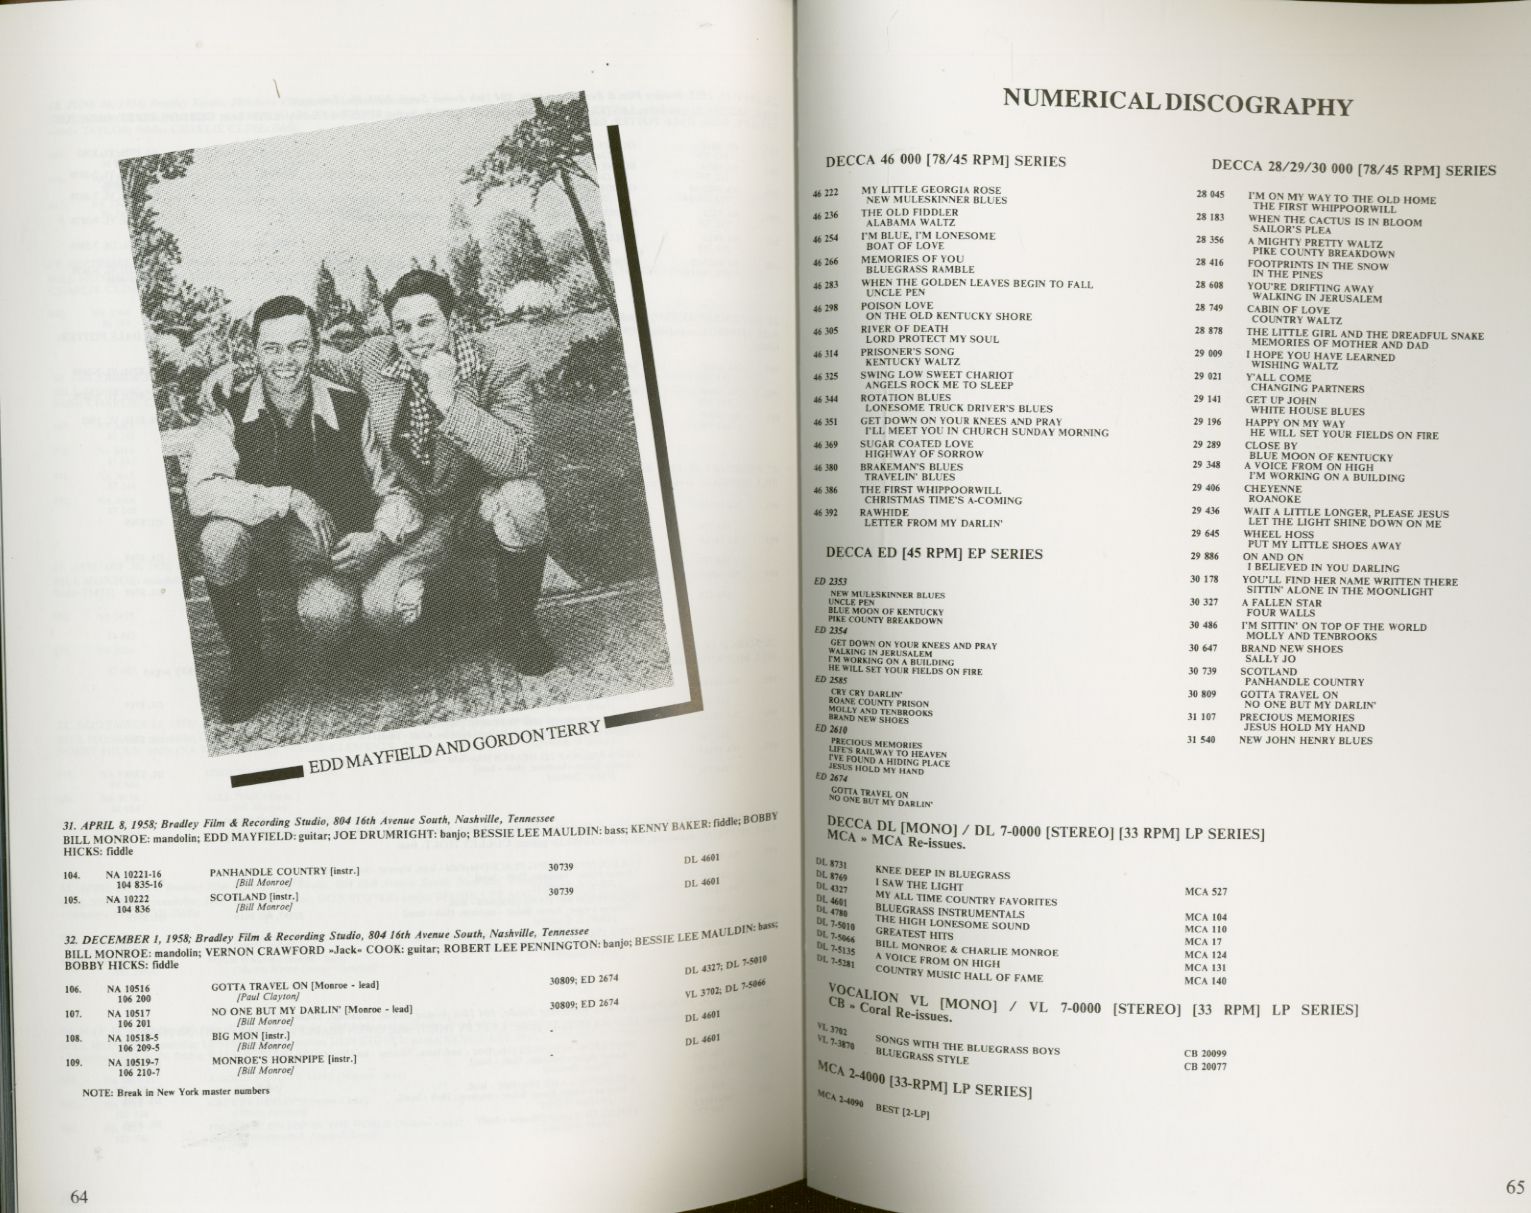 EDD MAYFIELD AND GORDON TERRY
31. APRIL 8, 1958; Bradley Film & Recording Studio, 804 16th Avenue South, Nashville, Tennessee
BILL MONROE: mandolin; EDD MAYFIELD: guitar; JOE DRUMRIGHT: banjo; BESSIE LEE MAULDIN: bass; KENNY BAKER: fiddle; BOBBY
HICKS: fiddle
104. NA 10221-16 PANHANDLE COUNTRY [instr.] 30739 DL 4601
104 835-16 [Bill Monroe]
105. NA 10222 SCOTLAND [instr.] 30739 DL 4601
104 836 [Bill Monroe]
32. DECEMBER 1, 1958; Bradley Film & Recording Studio, 804 16th Avenue South, Nashville, Tennessee
BILL MONROE: mandolin; VERNON CRAWFORD »Jack« COOK: guitar; ROBERT LEE PENNINGTON: banjo; BESSIE LEE MAULDIN: bass;
BOBBY HICKS: fiddle
106. NA 10516 GOTTA TRAVEL ON [Monroe - lead] 30809; ED 2674 DL 4327; DL 7-5010
106 200 [Paul Clayton]
107. NA 10517 NO ONE BUT MY DARLIN' [Monroe - lead] 30809; ED 2674 VL 3702; DL 7-5066
106 201 [Bill Monroe]
108. NA 10518-5 BIG MON [instr.] - DL 4601
106 209-5 [Bill Monroe]
109. NA 10519-7 MONROE'S HORNPIPE [instr.] - DL 4601
106 210-7 [Bill Monroe]
NOTE: Break in New York master numbers
64
NUMERICAL DISCOGRAPHY
DECCA 46 000 [78/45 RPM] SERIES
46 222 MY LITTLE GEORGIA ROSE
NEW MULESKINNER BLUES
46 236 THE OLD FIDDLER
ALABAMA WALTZ
46 254 I'M BLUE, I'M LONESOME
BOAT OF LOVE
46 266 MEMORIES OF YOU
BLUEGRASS RAMBLE
46 283 WHEN THE GOLDEN LEAVES BEGIN TO FALL
UNCLE PEN
46 298 POISON LOVE
ON THE OLD KENTUCKY SHORE
46 305 RIVER OF DEATH
LORD PROTECT MY SOUL
46 314 PRISONER'S SONG
KENTUCKY WALTZ
46 325 SWING LOW SWEET CHARIOT
ANGELS ROCK ME TO SLEEP
46 344 ROTATION BLUES
LONESOME TRUCK DRIVER'S BLUES
46 351 GET DOWN ON YOUR KNEES AND PRAY
I'LL MEET YOU IN CHURCH SUNDAY MORNING
46 369 SUGAR COATED LOVE
HIGHWAY OF SORROW
46 380 BRAKEMAN'S BLUES
TRAVELIN' BLUES
46 386 THE FIRST WHIPPOORWILL
CHRISTMAS TIME'S A-COMING
46 392 RAWHIDE
LETTER FROM MY DARLIN'
DECCA ED [45 RPM] EP SERIES
ED 2353
NEW MULESKINNER BLUES
UNCLE PEN
BLUE MOON OF KENTUCKY
PIKE COUNTY BREAKDOWN
ED 2354
GET DOWN ON YOUR KNEES AND PRAY
WALKING IN JERUSALEM
I'M WORKING ON A BUILDING
HE WILL SET YOUR FIELDS ON FIRE
ED 2585
CRY CRY DARLIN'
ROANE COUNTY PRISON
MOLLY AND TENBROOKS
BRAND NEW SHOES
ED 2610
PRECIOUS MEMORIES
LIFE'S RAILWAY TO HEAVEN
I'VE FOUND A HIDING PLACE
JESUS HOLD MY HAND
ED 2674
GOTTA TRAVEL ON
NO ONE BUT MY DARLIN'
DECCA 28/29/30 000 [78/45 RPM] SERIES
28 045 I'M ON MY WAY TO THE OLD HOME
THE FIRST WHIPPOORWILL
28 183 WHEN THE CACTUS IS IN BLOOM
SAILOR'S PLEA
28 356 A MIGHTY PRETTY WALTZ
PIKE COUNTY BREAKDOWN
28 416 FOOTPRINTS IN THE SNOW
IN THE PINES
28 608 YOU'RE DRIFTING AWAY
WALKING IN JERUSALEM
28 749 CABIN OF LOVE
COUNTRY WALTZ
28 878 THE LITTLE GIRL AND THE DREADFUL SNAKE
MEMORIES OF MOTHER AND DAD
29 009 I HOPE YOU HAVE LEARNED
WISHING WALTZ
29 021 Y'ALL COME
CHANGING PARTNERS
29 141 GET UP JOHN
WHITE HOUSE BLUES
29 196 HAPPY ON MY WAY
HE WILL SET YOUR FIELDS ON FIRE
29 289 CLOSE BY
BLUE MOON OF KENTUCKY
29 348 A VOICE FROM ON HIGH
I'M WORKING ON A BUILDING
29 406 CHEYENNE
ROANOKE
29 436 WAIT A LITTLE LONGER, PLEASE JESUS
LET THE LIGHT SHINE DOWN ON ME
29 645 WHEEL HOSS
PUT MY LITTLE SHOES AWAY
29 886 ON AND ON
I BELIEVED IN YOU DARLING
30 178 YOU'LL FIND HER NAME WRITTEN THERE
SITTIN' ALONE IN THE MOONLIGHT
30 327 A FALLEN STAR
FOUR WALLS
30 486 I'M SITTIN' ON TOP OF THE WORLD
MOLLY AND TENBROOKS
30 647 BRAND NEW SHOES
SALLY JO
30 739 SCOTLAND
PANHANDLE COUNTRY
30 809 GOTTA TRAVEL ON
NO ONE BUT MY DARLIN'
31 107 PRECIOUS MEMORIES
JESUS HOLD MY HAND
31 540 NEW JOHN HENRY BLUES
DECCA DL [MONO] / DL 7-0000 [STEREO] [33 RPM] LP SERIES]
MCA » MCA Re-issues.
DL 8731 KNEE DEEP IN BLUEGRASS
DL 8769 I SAW THE LIGHT MCA 527
DL 4327 MY ALL TIME COUNTRY FAVORITES
DL 4601 BLUEGRASS INSTRUMENTALS MCA 104
DL 4780 THE HIGH LONESOME SOUND MCA 110
DL 7-5010 GREATEST HITS MCA 17
DL 7-5066 BILL MONROE & CHARLIE MONROE MCA 124
DL 7-5135 A VOICE FROM ON HIGH MCA 131
DL 7-5281 COUNTRY MUSIC HALL OF FAME MCA 140
VOCALION VL [MONO] / VL 7-0000 [STEREO] [33 RPM] LP SERIES]
CB » Coral Re-issues.
VL 3702 SONGS WITH THE BLUEGRASS BOYS CB 20099
VL 7-3870 BLUEGRASS STYLE CB 20077
MCA 2-4000 [33-RPM] LP SERIES]
MCA 2-4090 BEST [2-LP]
65